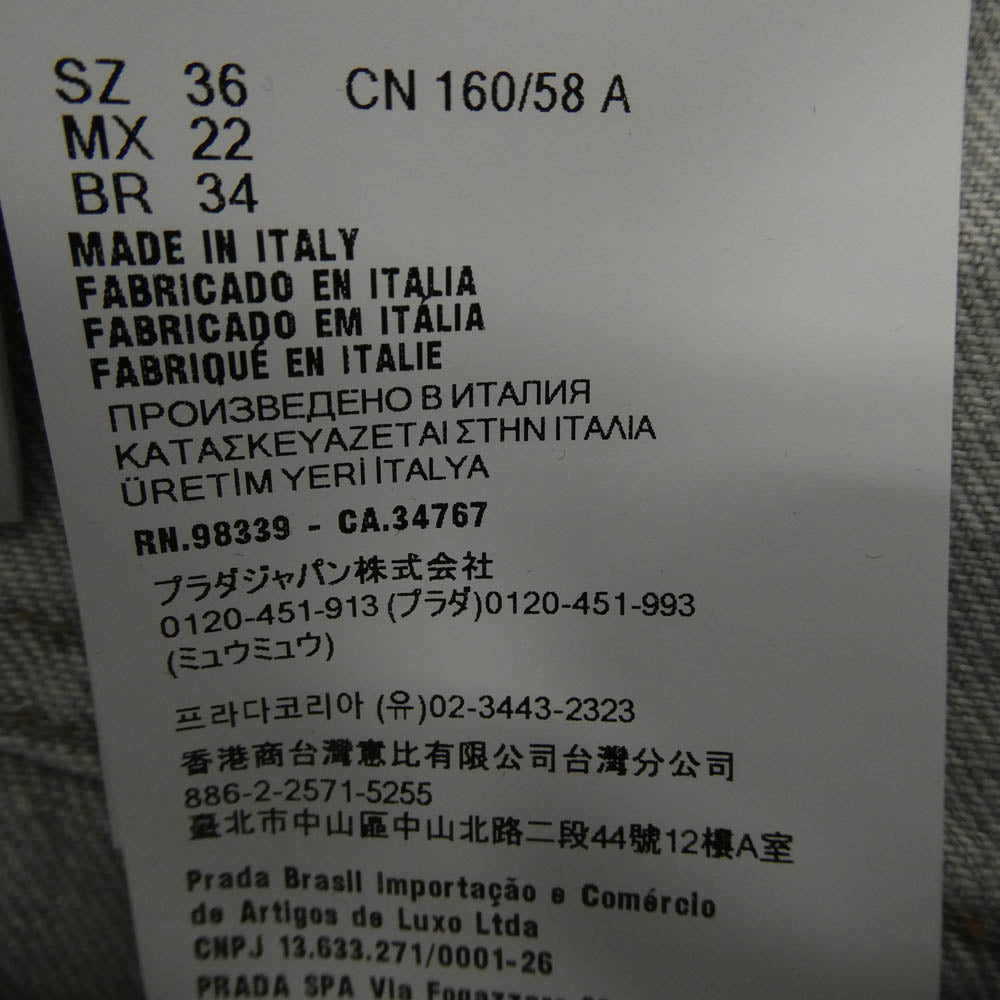 SZ 36 CN 160/58 A
MX 22
BR 34
MADE IN ITALY
FABRICADO EN ITALIA
FABRICADO EM ITÁLIA
FABRIQUÉ EN ITALIE
ПРОИЗВЕДЕНО В ИТАЛИЯ
ΚΑΤΑΣΚΕΥΑΖΕΤΑΙ ΣΤΗΝ ΙΤΑΛΙΑ
ÜRETİM YERİ İTALYA
RN.98339 - CA.34767
プラダジャパン株式会社
0120-451-913 (プラダ)0120-451-993
(ミュウミュウ)
프라다코리아 (유)02-3443-2323
香港商台灣惠比有限公司台灣分公司
886-2-2571-5255
臺北市中山區中山北路二段44號12樓A室
Prada Brasil Importação e Comércio
de Artigos de Luxo Ltda
CNPJ 13.633.271/0001-26
PRADA SPA Via Fogazzaro